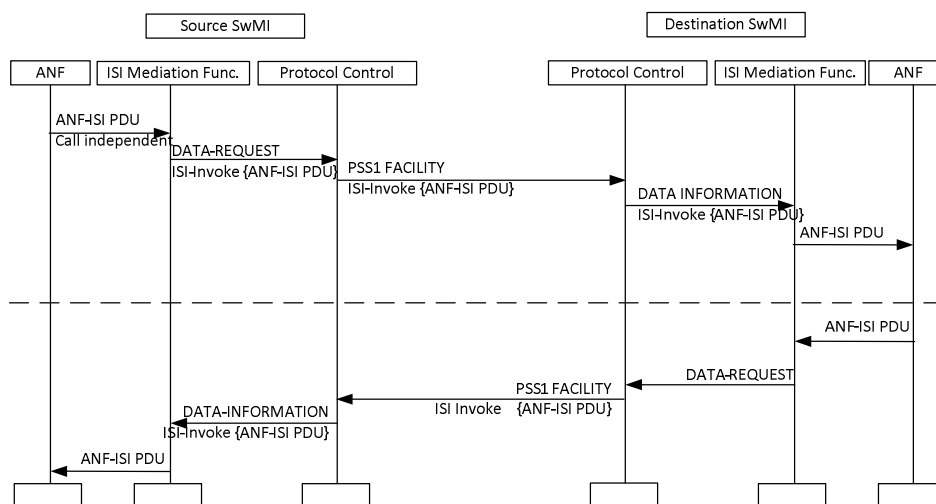 Source SwMI
Destination SwMI
ANF
ISI Mediation Func.
Protocol Control
Protocol Control
ISI Mediation Func.
ANF
ANF-ISI PDU
Call independent
DATA-REQUEST
ISI-Invoke {ANF-ISI PDU}
PSS1 FACILITY
ISI-Invoke {ANF-ISI PDU}
DATA INFORMATION
ISI-Invoke {ANF-ISI PDU}
ANF-ISI PDU
ANF-ISI PDU
DATA-REQUEST
PSS1 FACILITY
ISI Invoke {ANF-ISI PDU}
DATA-INFORMATION
ISI-Invoke {ANF-ISI PDU}
ANF-ISI PDU